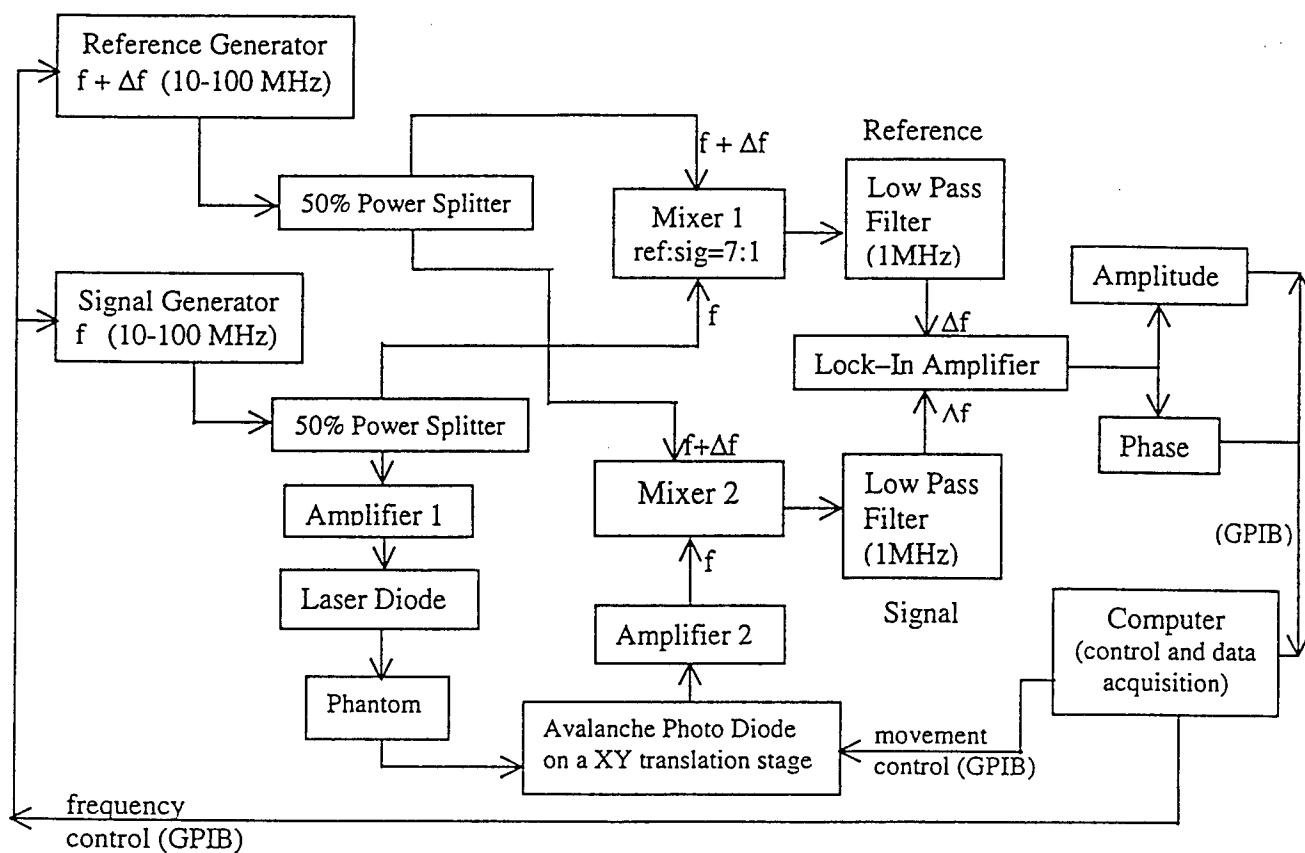 Reference Generator
f + Δf (10-100 MHz)
50% Power Splitter
f + Δf
Mixer 1
ref:sig=7:1
f
Reference
Low Pass
Filter
(1MHz)
Δf
Signal Generator
f (10-100 MHz)
50% Power Splitter
Lock–In Amplifier
Λf
Amplitude
Phase
(GPIB)
f+Δf
Mixer 2
f
Low Pass
Filter
(1MHz)
Signal
Amplifier 1
Laser Diode
Phantom
Amplifier 2
Avalanche Photo Diode
on a XY translation stage
movement
control (GPIB)
Computer
(control and data
acquisition)
frequency
control (GPIB)